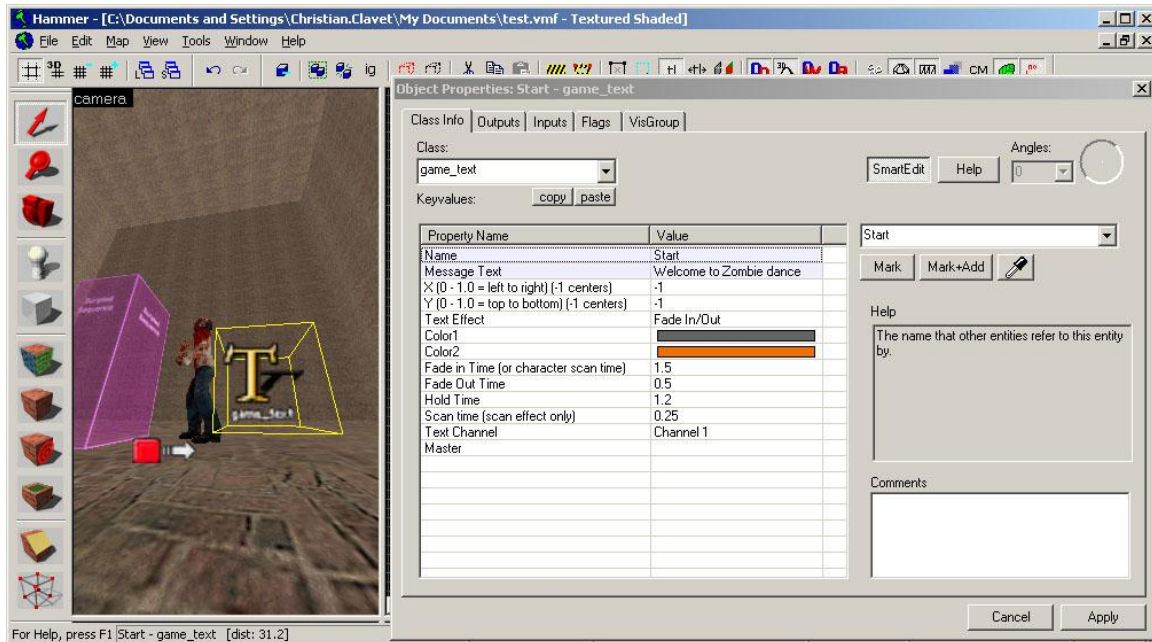 Hammer - [C:\Documents and Settings\Christian.Clavet\My Documents\test.vmf - Textured Shaded]
File Edit Map View Tools Window Help
3D ig CM
camera
Object Properties: Start - game_text
Class Info Outputs Inputs Flags VisGroup
Class:
game_text
Keyvalues: copy paste
SmartEdit Help
Angles:
0
Property Name Value
Name Start
Message Text Welcome to Zombie dance
X (0 - 1.0 = left to right) (-1 centers) -1
Y (0 - 1.0 = top to bottom) (-1 centers) -1
Text Effect Fade In/Out
Color1
Color2
Fade in Time (or character scan time) 1.5
Fade Out Time 0.5
Hold Time 1.2
Scan time (scan effect only) 0.25
Text Channel Channel 1
Master
Start
Mark Mark+Add
Help
The name that other entities refer to this entity
by.
Comments
Scripted
Sequence
T
game_text
Cancel Apply
For Help, press F1 Start - game_text [dist: 31.2]